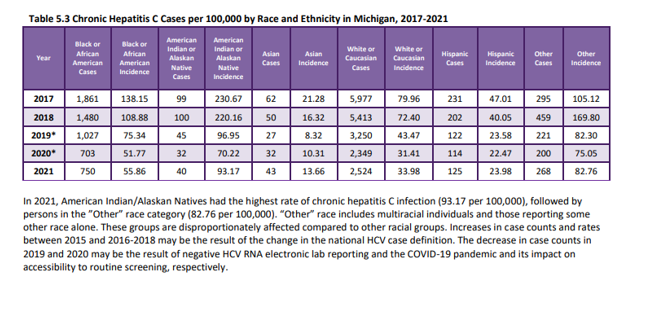 Table 5.3 Chronic Hepatitis C Cases per 100,000 by Race and Ethnicity in Michigan, 2017-2021
Year | Black or African American Cases | Black or African American Incidence | American Indian or Alaskan Native Cases | American Indian or Alaskan Native Incidence | Asian Cases | Asian Incidence | White or Caucasian Cases | White or Caucasian Incidence | Hispanic Cases | Hispanic Incidence | Other Cases | Other Incidence
2017 | 1,861 | 138.15 | 99 | 230.67 | 62 | 21.28 | 5,977 | 79.96 | 231 | 47.01 | 295 | 105.12
2018 | 1,480 | 108.88 | 100 | 220.16 | 50 | 16.32 | 5,413 | 72.40 | 202 | 40.05 | 459 | 169.80
2019* | 1,027 | 75.34 | 45 | 96.95 | 27 | 8.32 | 3,250 | 43.47 | 122 | 23.58 | 221 | 82.30
2020* | 703 | 51.77 | 32 | 70.22 | 32 | 10.31 | 2,349 | 31.41 | 114 | 22.47 | 200 | 75.05
2021 | 750 | 55.86 | 40 | 93.17 | 43 | 13.66 | 2,524 | 33.98 | 125 | 23.98 | 268 | 82.76
In 2021, American Indian/Alaskan Natives had the highest rate of chronic hepatitis C infection (93.17 per 100,000), followed by
persons in the "Other" race category (82.76 per 100,000). "Other" race includes multiracial individuals and those reporting some
other race alone. These groups are disproportionately affected compared to other racial groups. Increases in case counts and rates
between 2015 and 2016-2018 may be the result of the change in the national HCV case definition. The decrease in case counts in
2019 and 2020 may be the result of negative HCV RNA electronic lab reporting and the COVID-19 pandemic and its impact on
accessibility to routine screening, respectively.